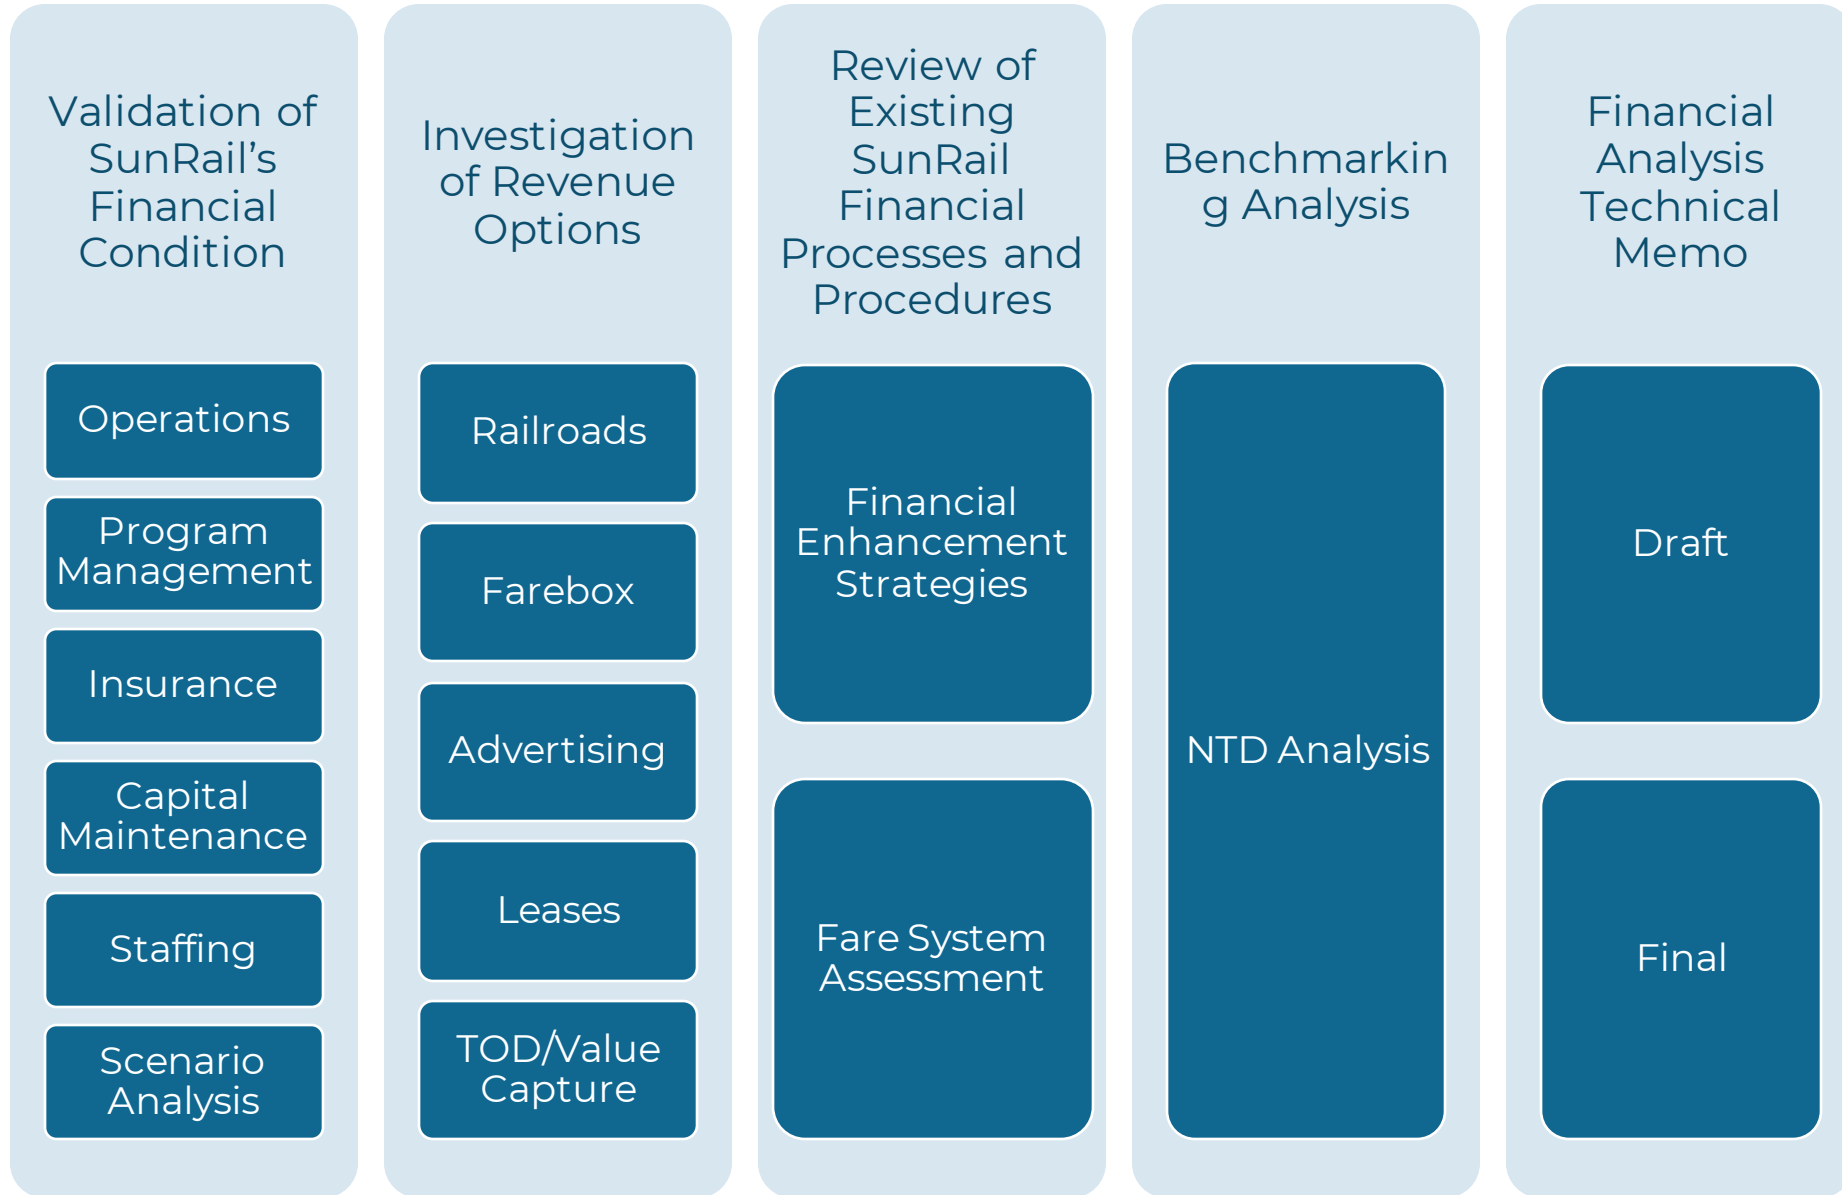 Validation of
SunRail’s
Financial
Condition
Operations
Program
Management
Insurance
Capital
Maintenance
Staffing
Scenario
Analysis
Investigation
of Revenue
Options
Railroads
Farebox
Advertising
Leases
TOD/Value
Capture
Review of
Existing
SunRail
Financial
Processes and
Procedures
Financial
Enhancement
Strategies
Fare System
Assessment
Benchmarkin
g Analysis
NTD Analysis
Financial
Analysis
Technical
Memo
Draft
Final